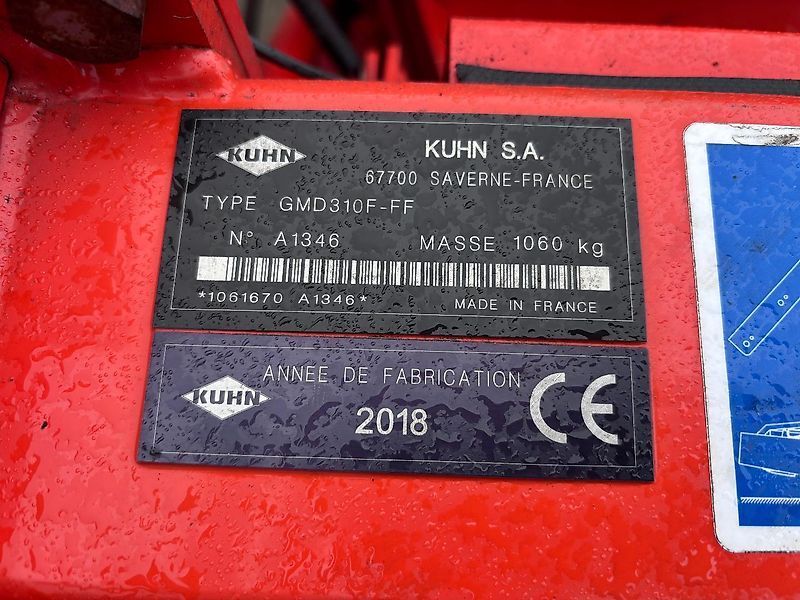 KUHN
KUHN S.A.
67700 SAVERNE-FRANCE
TYPE GMD310F-FF
N° A1346 MASSE 1060 kg
*1061670 A1346*
MADE IN FRANCE
KUHN
ANNEE DE FABRICATION
2018
CE